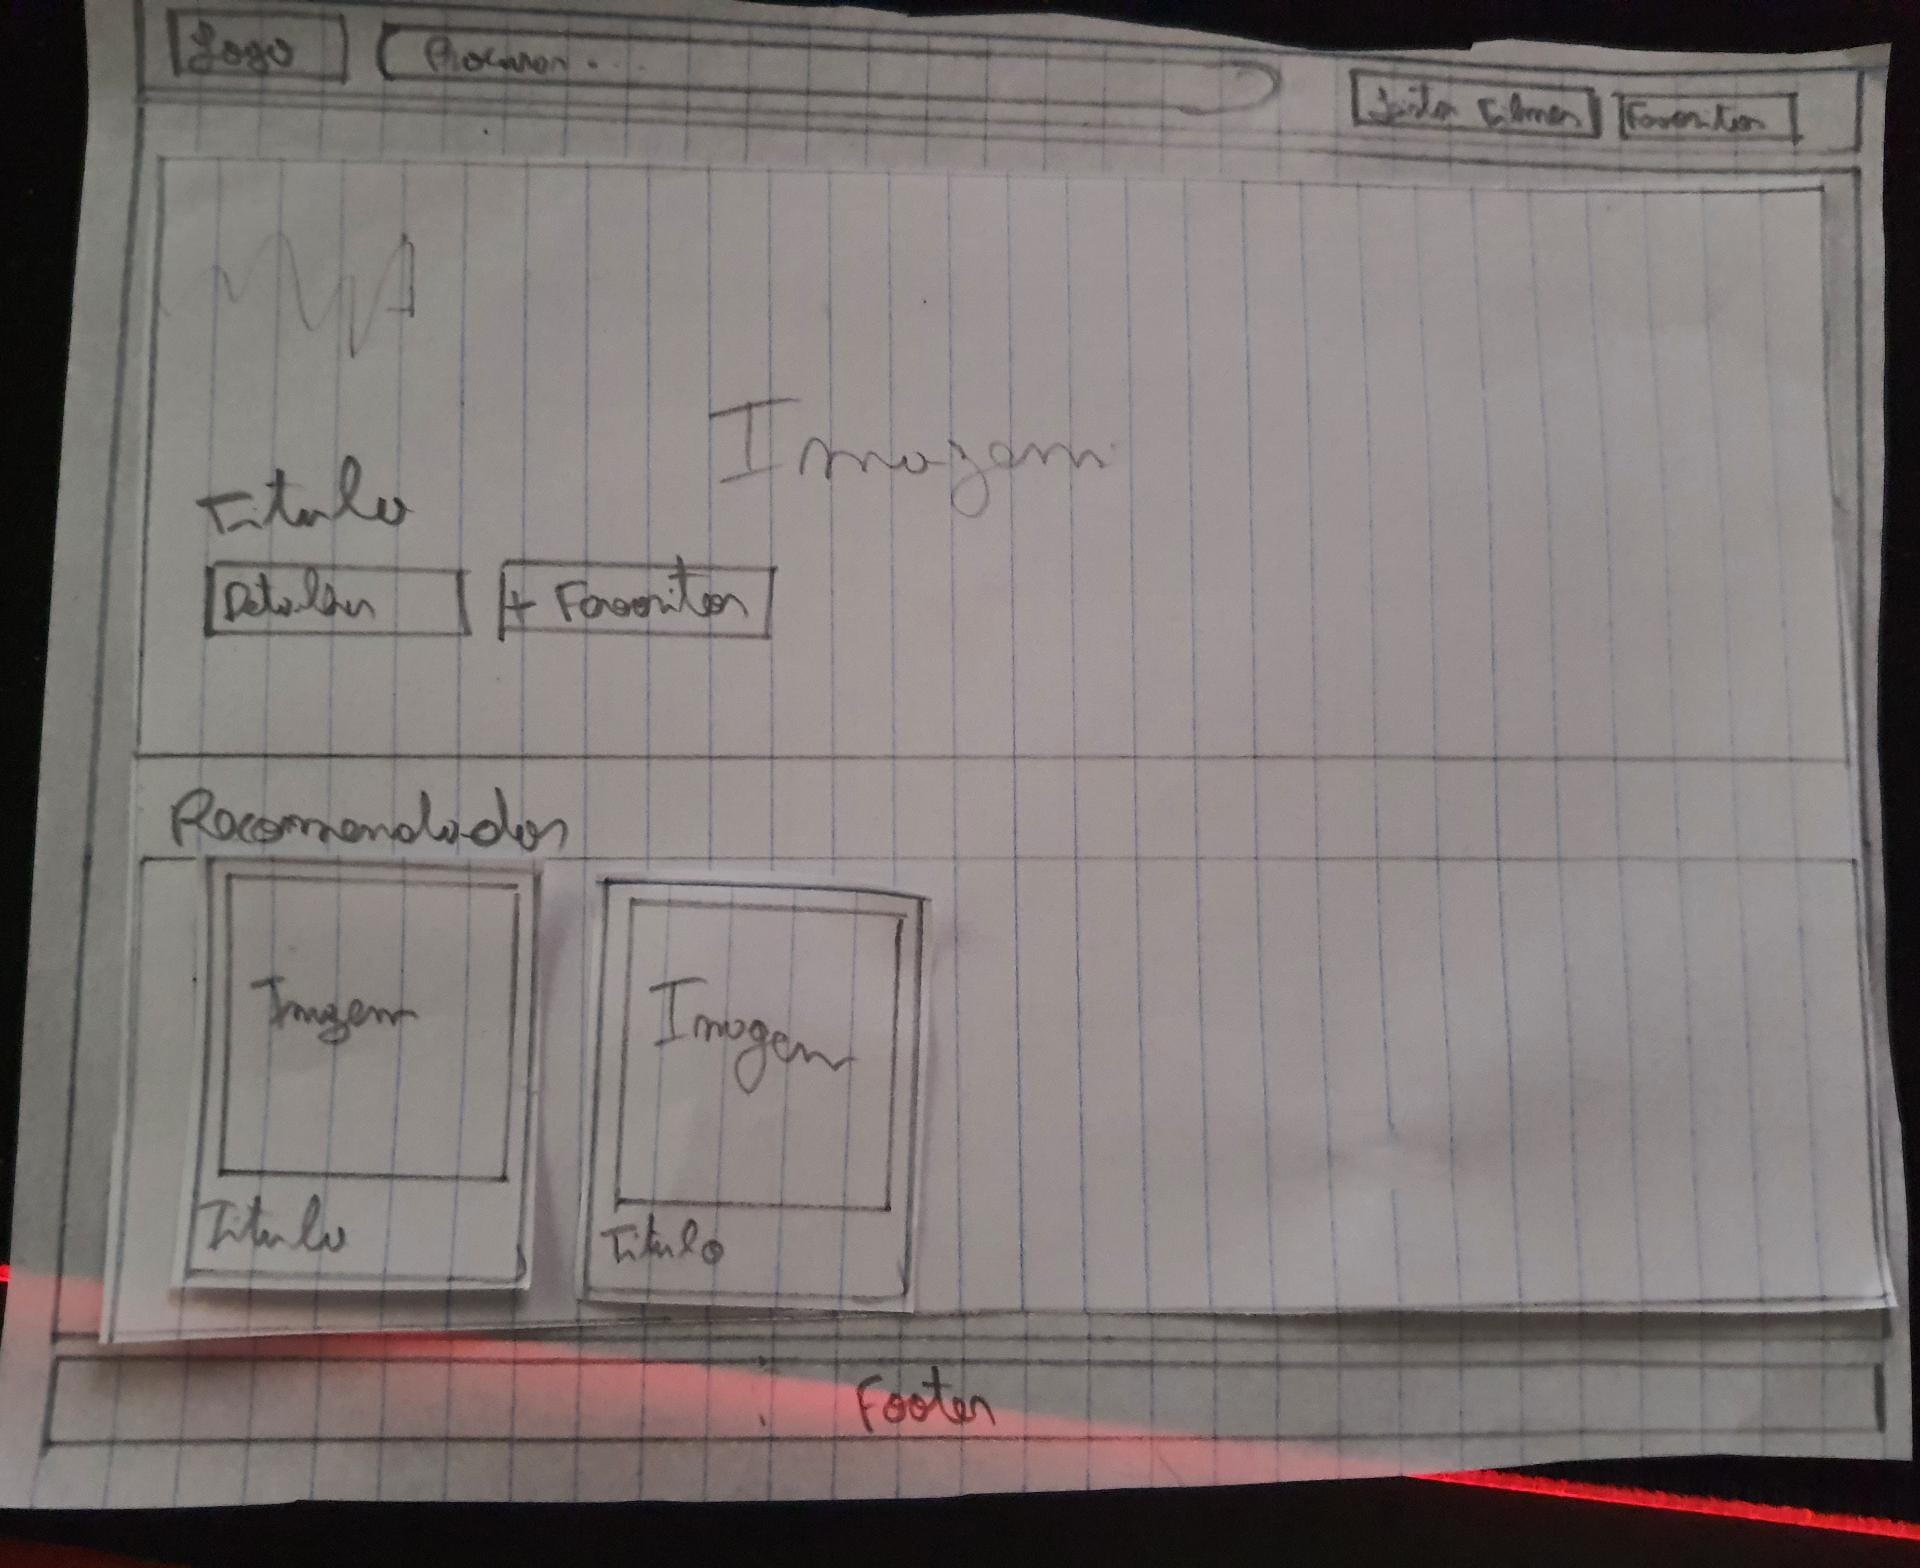 Logo
Procurar...
Lista Filmes
Favoritos
Imagem
Titulo
Detalhes
+ Favoritos
Recomendados
Imagem
Imagem
Titulo
Titulo
Footer